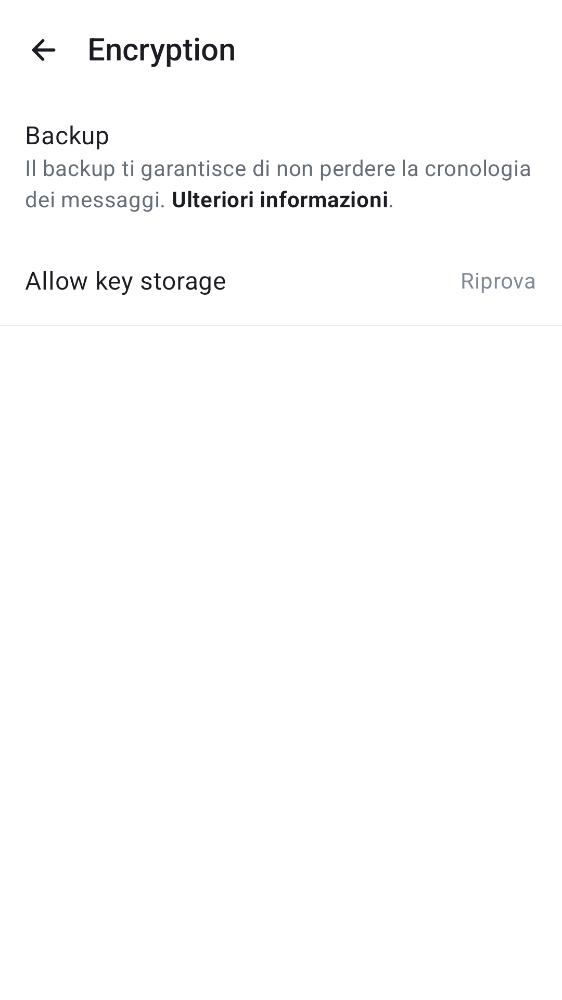 Encryption
Backup
Il backup ti garantisce di non perdere la cronologia
dei messaggi. Ulteriori informazioni.
Allow key storage Riprova